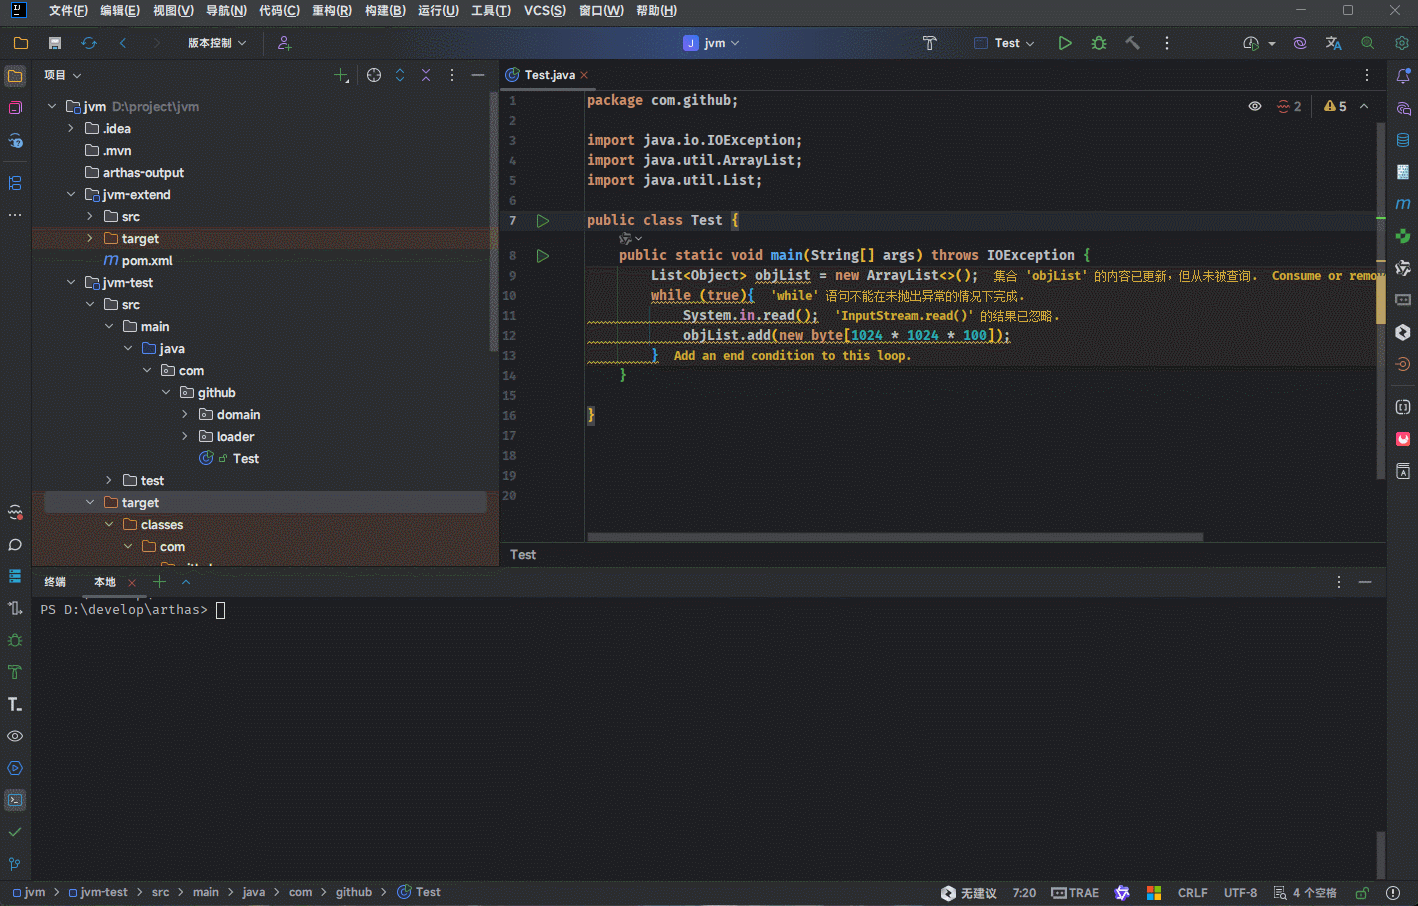 文件(F) 编辑(E) 视图(V) 导航(N) 代码(C) 重构(R) 构建(B) 运行(U) 工具(T) VCS(S) 窗口(W) 帮助(H)
版本控制 J jvm Test
项目
Test.java
jvm D:\project\jvm
.idea
.mvn
arthas-output
jvm-extend
src
target
pom.xml
jvm-test
src
main
java
com
github
domain
loader
Test
test
target
classes
com
2 5
1 package com.github;
2
3 import java.io.IOException;
4 import java.util.ArrayList;
5 import java.util.List;
6
7 public class Test {
8 public static void main(String[] args) throws IOException {
9 List<Object> objList = new ArrayList<>(); 集合 'objList' 的内容已更新，但从未被查询. Consume or remov
10 while (true){ 'while' 语句不能在未抛出异常的情况下完成.
11 System.in.read(); 'InputStream.read()' 的结果已忽略.
12 objList.add(new byte[1024 * 1024 * 100]);
13 } Add an end condition to this loop.
14 }
15
16 }
17
18
19
20
Test
终端 本地
PS D:\develop\arthas>
jvm > jvm-test > src > main > java > com > github > Test 无建议 7:20 TRAE CRLF UTF-8 4 个空格